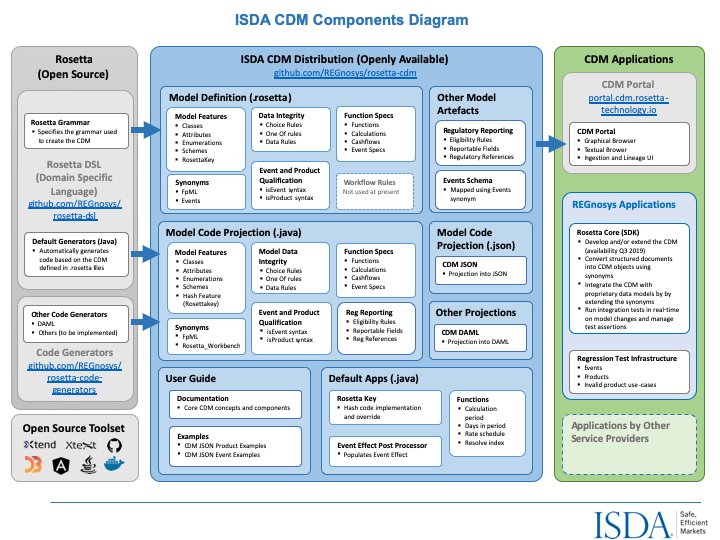 ISDA CDM Components Diagram
Rosetta
(Open Source)
Rosetta Grammar
▪ Specifies the grammar used
to create the CDM
Rosetta DSL
(Domain Specific
Language)
github.com/REGnosys/
rosetta-dsl
Default Generators (Java)
▪ Automatically generates
code based on the CDM
defined in .rosetta files
Other Code Generators
▪ DAML
▪ Others (to be implemented)
Code Generators
github.com/REGnosys/
rosetta-code-
generators
Open Source Toolset
Xtend
Xtext
Java
docker
ISDA CDM Distribution (Openly Available)
github.com/REGnosys/rosetta-cdm
Model Definition (.rosetta)
Model Features
▪ Classes
▪ Attributes
▪ Enumerations
▪ Schemes
▪ RosettaKey
Synonyms
▪ FpML
▪ Events
Data Integrity
▪ Choice Rules
▪ One Of rules
▪ Data Rules
Event and Product
Qualification
▪ isEvent syntax
▪ isProduct syntax
Function Specs
▪ Functions
▪ Calculations
▪ Cashflows
▪ Event Specs
Workflow Rules
Not used at present
Other Model
Artefacts
Regulatory Reporting
▪ Eligibility Rules
▪ Reportable Fields
▪ Regulatory References
Events Schema
▪ Mapped using Events
synonym
Model Code Projection (.java)
Model Features
▪ Classes
▪ Attributes
▪ Enumerations
▪ Schemes
▪ Hash Feature
(Rosettakey)
Synonyms
▪ FpML
▪ Rosetta_Workbench
Model Data
Integrity
▪ Choice Rules
▪ One Of rules
▪ Data Rules
Event and Product
Qualification
▪ isEvent syntax
▪ isProduct syntax
Function Specs
▪ Functions
▪ Calculations
▪ Cashflows
▪ Event Specs
Reg Reporting
▪ Eligibility Rules
▪ Reportable Fields
▪ Reg References
Model Code
Projection (.json)
CDM JSON
▪ Projection into JSON
Other Projections
CDM DAML
▪ Projection into DAML
User Guide
Documentation
▪ Core CDM concepts and components
Examples
▪ CDM JSON Product Examples
▪ CDM JSON Event Examples
Default Apps (.java)
Rosetta Key
▪ Hash code implementation
and override
Event Effect Post Processor
▪ Populates Event Effect
Functions
▪ Calculation
period
▪ Days in period
▪ Rate schedule
▪ Resolve index
CDM Applications
CDM Portal
portal.cdm.rosetta-
technology.io
CDM Portal
▪ Graphical Browser
▪ Textual Brower
▪ Ingestion and Lineage UI
REGnosys Applications
Rosetta Core (SDK)
▪ Develop and/or extend the CDM
(availability Q3 2019)
▪ Convert structured documents
into CDM objects using
synonyms
▪ Integrate the CDM with
proprietary data models by by
extending the synonyms
▪ Run integration tests in real-time
on model changes and manage
test assertions
Regression Test Infrastructure
▪ Events
▪ Products
▪ Invalid product use-cases
Applications by Other
Service Providers
ISDA
Safe,
Efficient
Markets